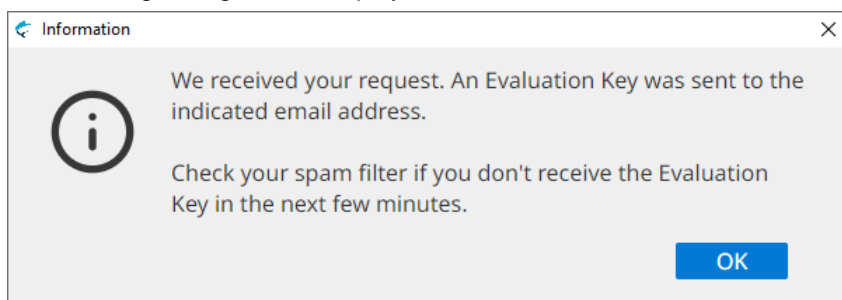 Information
We received your request. An Evaluation Key was sent to the
indicated email address.
Check your spam filter if you don't receive the Evaluation
Key in the next few minutes.
OK